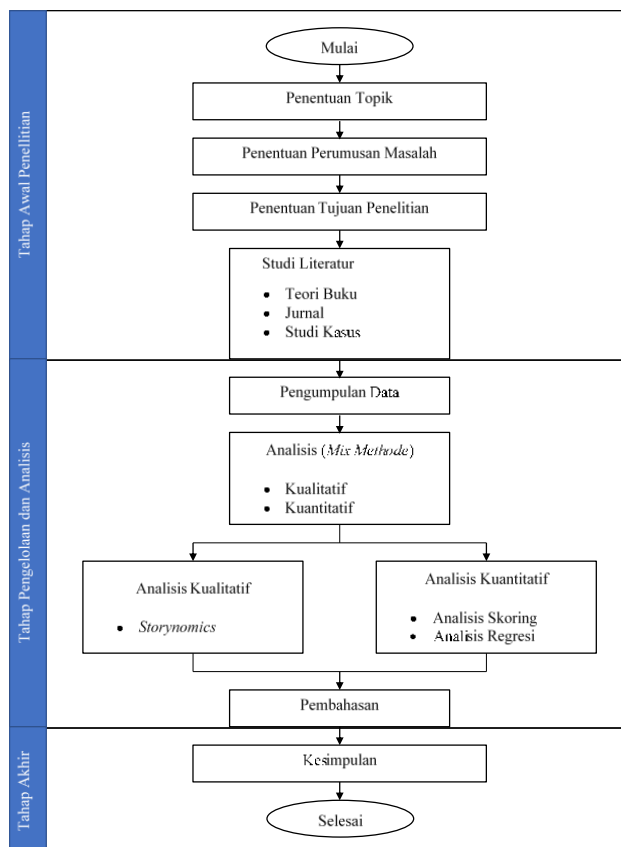 Tahap Awal Penellitian
Mulai
Penentuan Topik
Penentuan Perumusan Masalah
Penentuan Tujuan Penelitian
Studi Literatur
• Teori Buku
• Jurnal
• Studi Kasus
Tahap Pengelolaan dan Analisis
Pengumpulan Data
Analisis (Mix Methode)
• Kualitatif
• Kuantitatif
Analisis Kualitatif
• Storynomics
Analisis Kuantitatif
• Analisis Skoring
• Analisis Regresi
Pembahasan
Tahap Akhir
Kesimpulan
Selesai